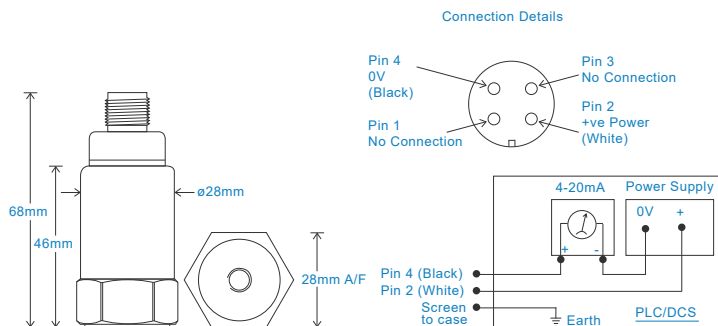 Connection Details
Pin 4
0V
(Black)
Pin 3
No Connection
Pin 1
No Connection
Pin 2
+ve Power
(White)
68mm
46mm
ø28mm
28mm A/F
4-20mA
Power Supply
0V +
+ -
Pin 4 (Black)
Pin 2 (White)
Screen
to case
Earth
PLC/DCS